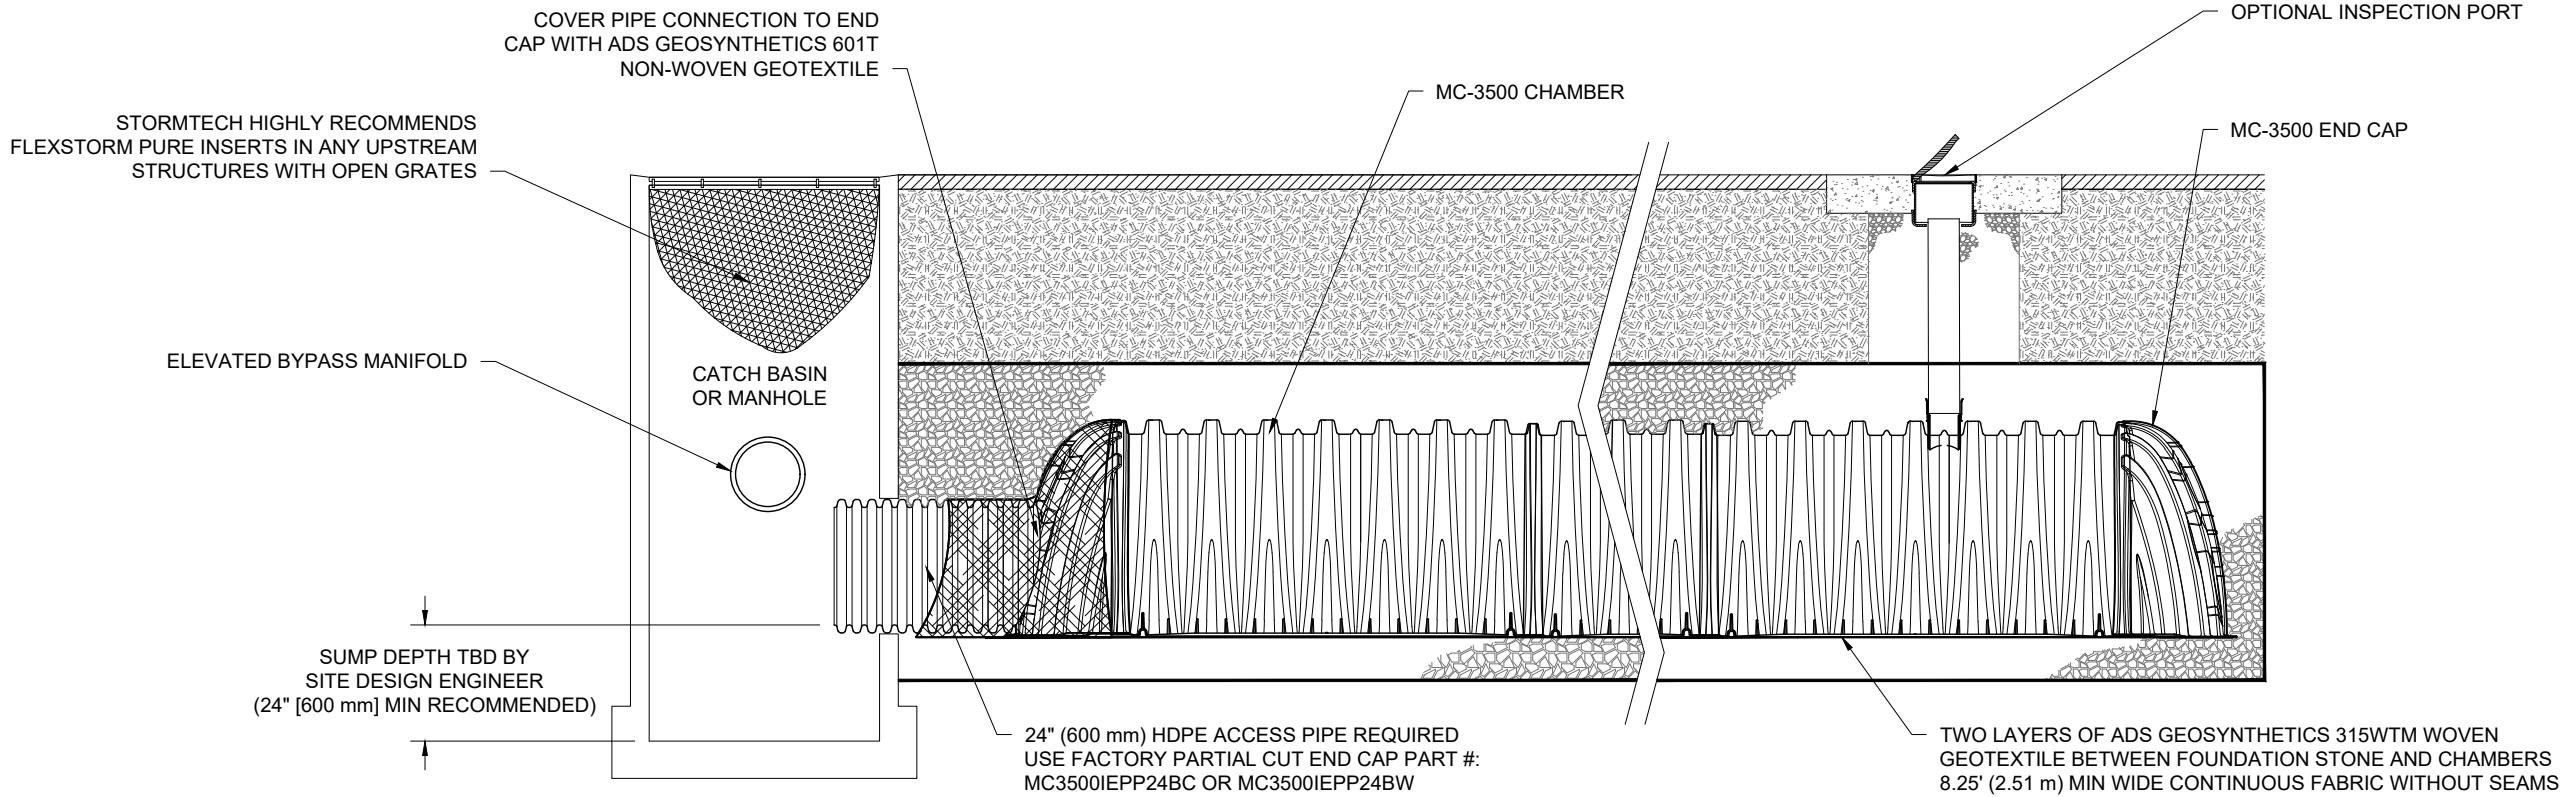 COVER PIPE CONNECTION TO END
CAP WITH ADS GEOSYNTHETICS 601T
NON-WOVEN GEOTEXTILE
OPTIONAL INSPECTION PORT
MC-3500 CHAMBER
STORMTECH HIGHLY RECOMMENDS
FLEXSTORM PURE INSERTS IN ANY UPSTREAM
STRUCTURES WITH OPEN GRATES
MC-3500 END CAP
ELEVATED BYPASS MANIFOLD
CATCH BASIN
OR MANHOLE
SUMP DEPTH TBD BY
SITE DESIGN ENGINEER
(24" [600 mm] MIN RECOMMENDED)
24" (600 mm) HDPE ACCESS PIPE REQUIRED
USE FACTORY PARTIAL CUT END CAP PART #:
MC3500IEPP24BC OR MC3500IEPP24BW
TWO LAYERS OF ADS GEOSYNTHETICS 315WTM WOVEN
GEOTEXTILE BETWEEN FOUNDATION STONE AND CHAMBERS
8.25' (2.51 m) MIN WIDE CONTINUOUS FABRIC WITHOUT SEAMS